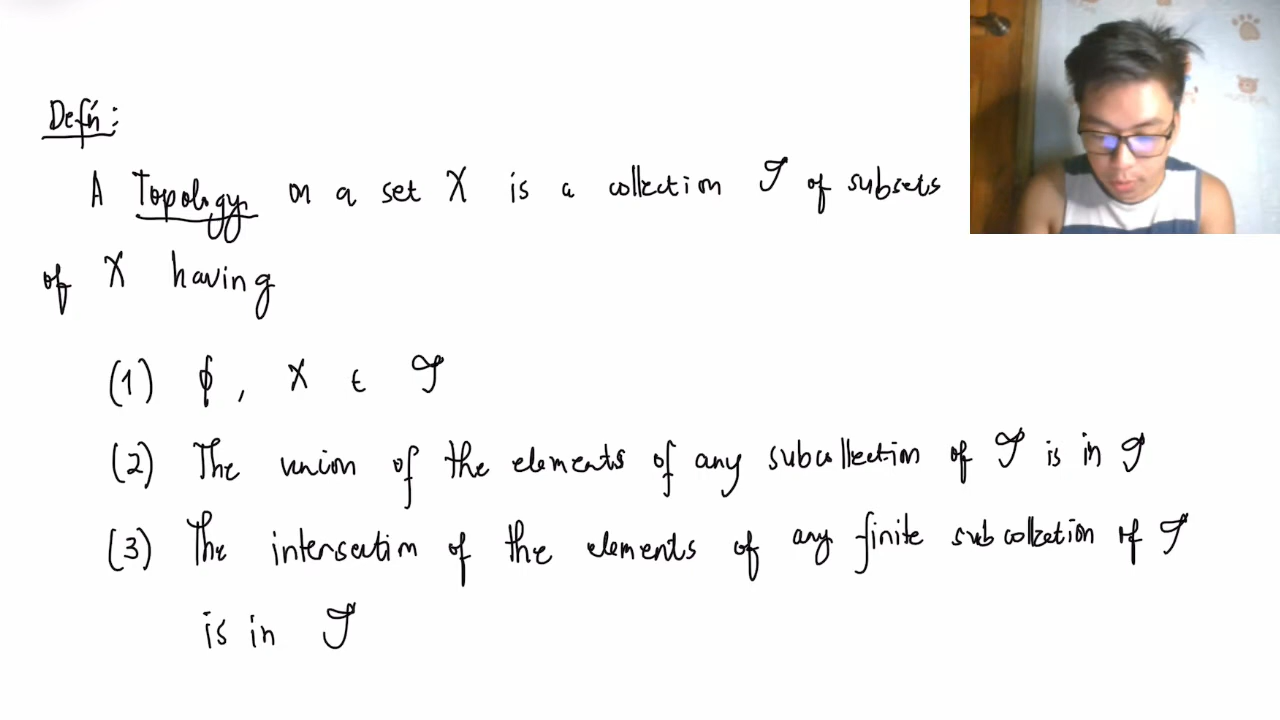 Defn:
A Topology on a set X is a collection 𝒯 of subsets
of X having
(1) ϕ, X ∈ 𝒯
(2) The union of the elements of any subcollection of 𝒯 is in 𝒯
(3) The intersection of the elements of any finite subcollection of 𝒯
is in 𝒯